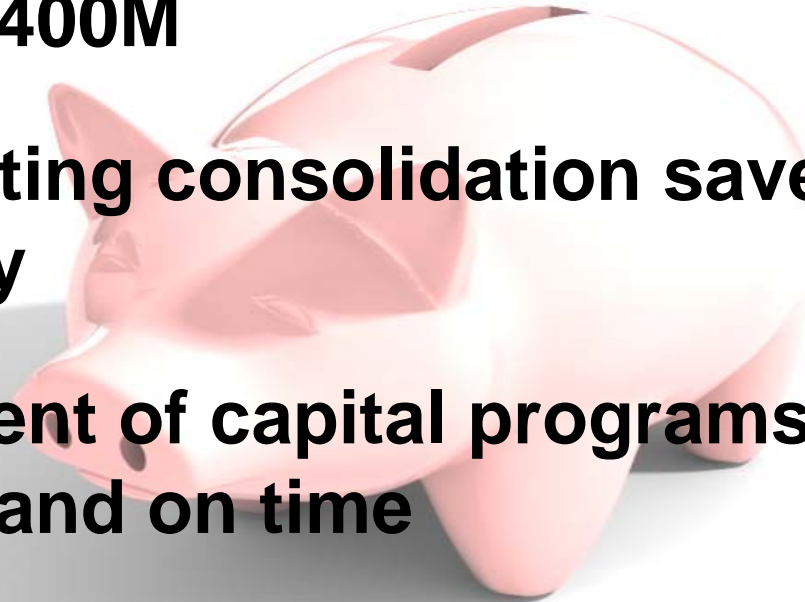 400M
ting consolidation save
y
ent of capital programs
and on time